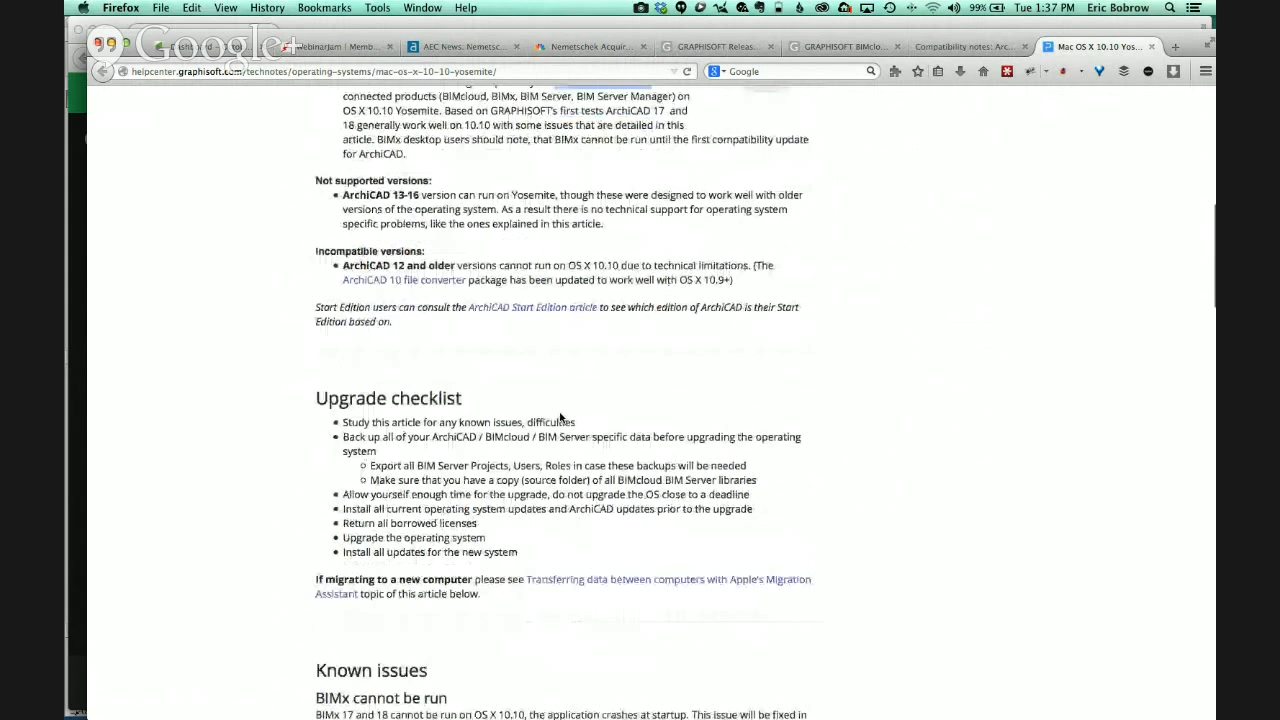 Firefox File Edit View History Bookmarks Tools Window Help 99% Tue 1:37 PM Eric Bobrow
Google+
WebinarJam | Memb... AEC News: Nemetsc... Nemetschek Acquir... GRAPHISOFT Releas... GRAPHISOFT BIMclo... Compatibility notes: Arc... Mac OS X 10.10 Yos...
helpcenter.graphisoft.com/technotes/operating-systems/mac-os-x-10-10-yosemite/ Google
connected products (BIMcloud, BIMx, BIM Server, BIM Server Manager) on
OS X 10.10 Yosemite. Based on GRAPHISOFT's first tests ArchiCAD 17 and
18 generally work well on 10.10 with some issues that are detailed in this
article. BIMx desktop users should note, that BIMx cannot be run until the first compatibility update
for ArchiCAD.
Not supported versions:
ArchiCAD 13-16 version can run on Yosemite, though these were designed to work well with older
versions of the operating system. As a result there is no technical support for operating system
specific problems, like the ones explained in this article.
Incompatible versions:
ArchiCAD 12 and older versions cannot run on OS X 10.10 due to technical limitations. (The
ArchiCAD 10 file converter package has been updated to work well with OS X 10.9+)
Start Edition users can consult the ArchiCAD Start Edition article to see which edition of ArchiCAD is their Start
Edition based on.
Upgrade checklist
Study this article for any known issues, difficulties
Back up all of your ArchiCAD / BIMcloud / BIM Server specific data before upgrading the operating
system
Export all BIM Server Projects, Users, Roles in case these backups will be needed
Make sure that you have a copy (source folder) of all BIMcloud BIM Server libraries
Allow yourself enough time for the upgrade, do not upgrade the OS close to a deadline
Install all current operating system updates and ArchiCAD updates prior to the upgrade
Return all borrowed licenses
Upgrade the operating system
Install all updates for the new system
If migrating to a new computer please see Transferring data between computers with Apple's Migration
Assistant topic of this article below.
Known issues
BIMx cannot be run
BIMx 17 and 18 cannot be run on OS X 10.10, the application crashes at startup. This issue will be fixed in